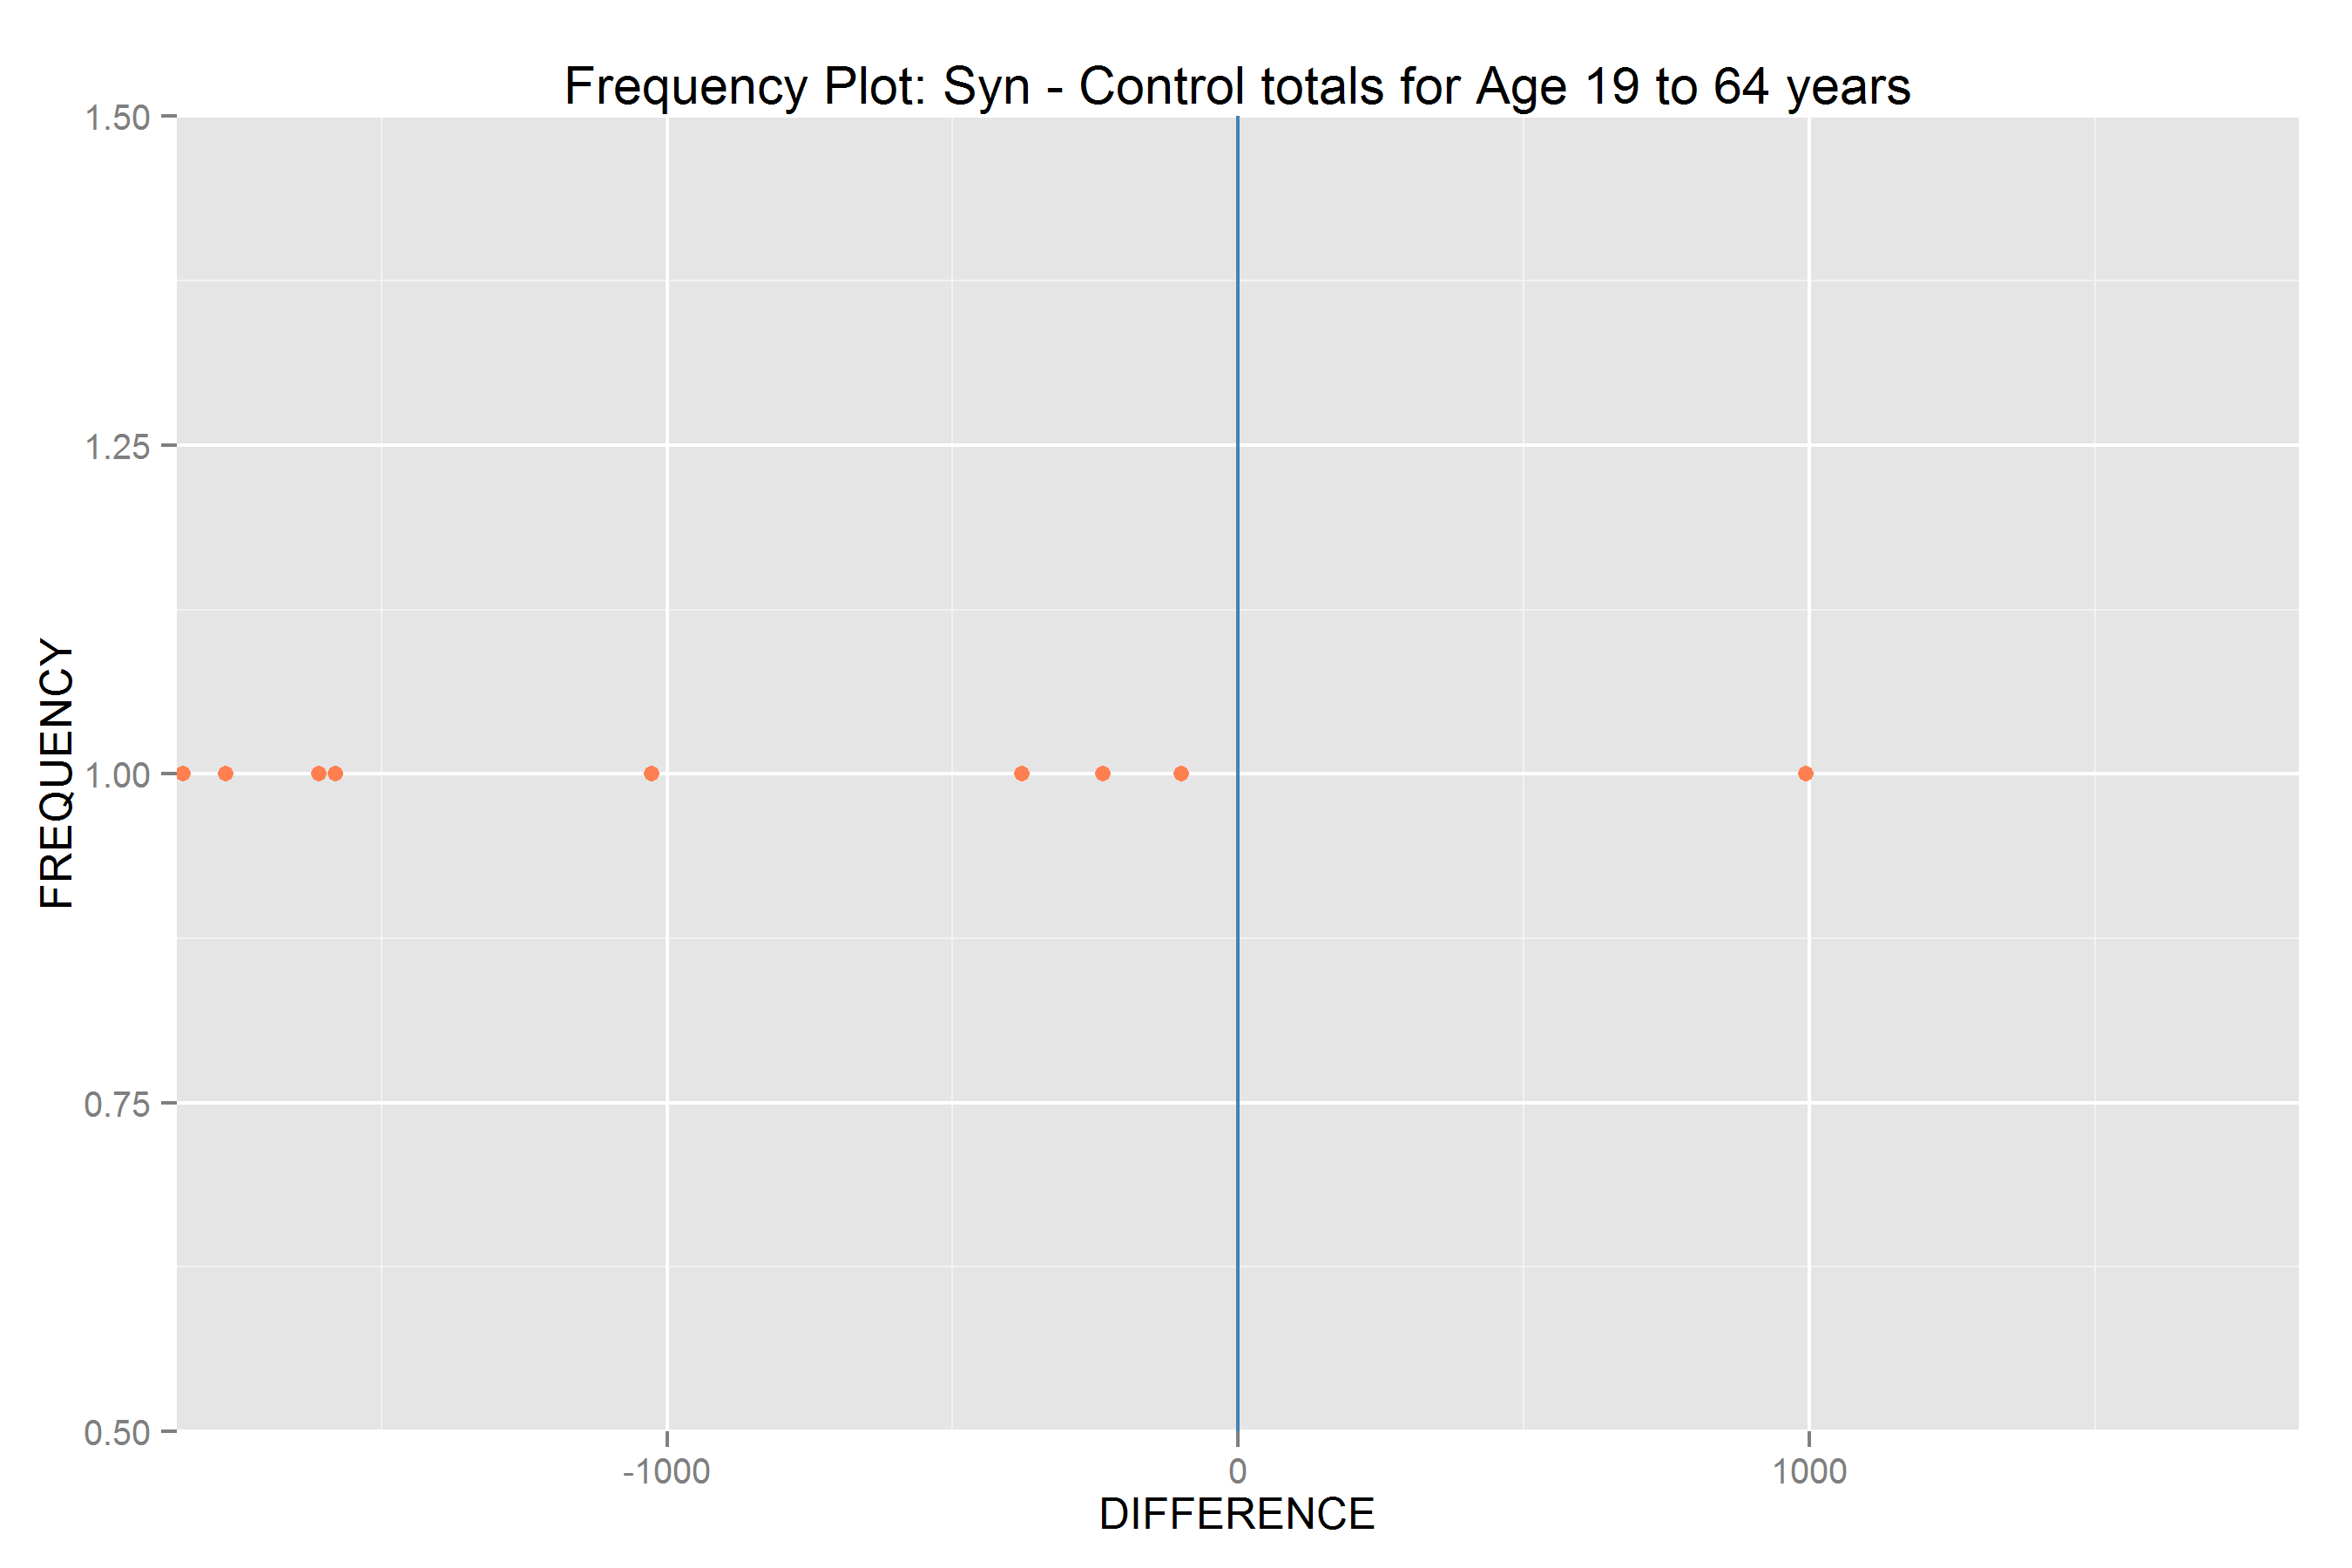 Frequency Plot: Syn - Control totals for Age 19 to 64 years
1.50
1.25
1.00
0.75
0.50
FREQUENCY
-1000
0
1000
DIFFERENCE